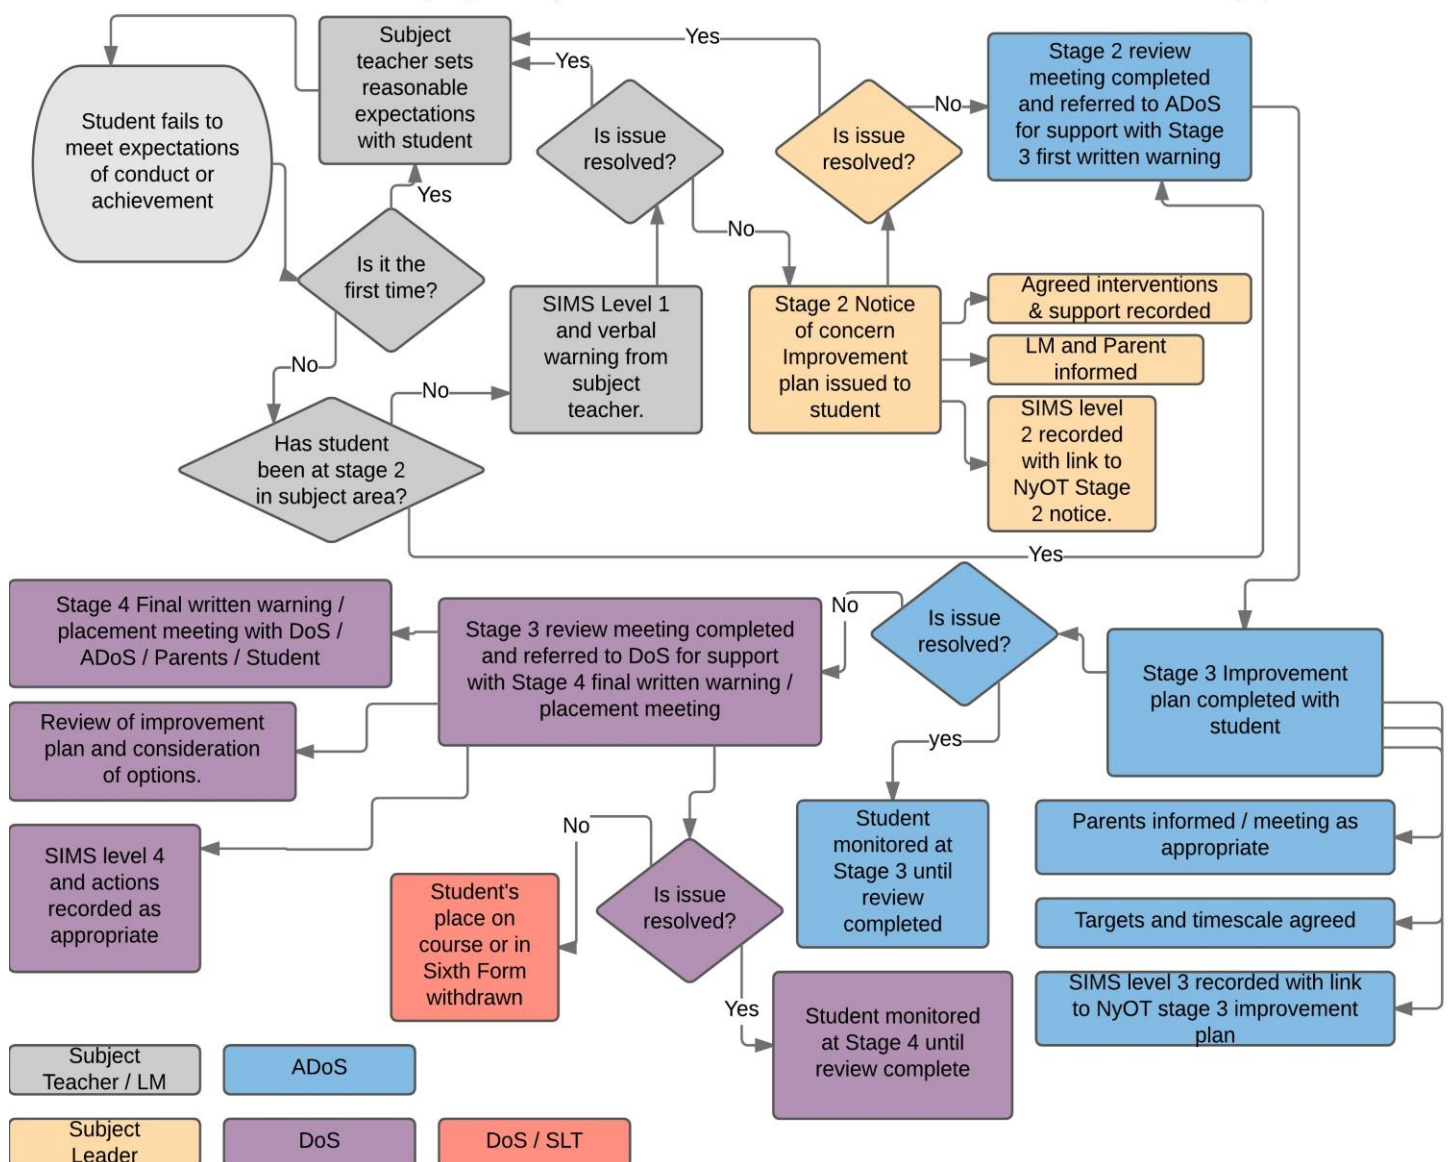 Subject
teacher sets
reasonable
expectations
with student
Yes
Yes
Stage 2 review
meeting completed
and referred to ADoS
for support with Stage
3 first written warning
No
Student fails to
meet expectations
of conduct or
achievement
Is issue
resolved?
Is issue
resolved?
Yes
No
Is it the
first time?
SIMS Level 1
and verbal
warning from
subject
teacher.
Stage 2 Notice
of concern
Improvement
plan issued to
student
Agreed interventions
& support recorded
LM and Parent
informed
SIMS level
2 recorded
with link to
NyOT Stage
2 notice.
No
No
Has student
been at stage 2
in subject area?
Yes
Stage 4 Final written warning /
placement meeting with DoS /
ADoS / Parents / Student
Stage 3 review meeting completed
and referred to DoS for support
with Stage 4 final written warning /
placement meeting
No
Is issue
resolved?
Stage 3 Improvement
plan completed with
student
Review of improvement
plan and consideration
of options.
yes
SIMS level 4
and actions
recorded as
appropriate
No
Student's
place on
course or in
Sixth Form
withdrawn
Is issue
resolved?
Student
monitored at
Stage 3 until
review
completed
Parents informed / meeting as
appropriate
Targets and timescale agreed
SIMS level 3 recorded with link
to NyOT stage 3 improvement
plan
Yes
Student monitored
at Stage 4 until
review complete
Subject
Teacher / LM
ADoS
Subject
Leader
DoS
DoS / SLT